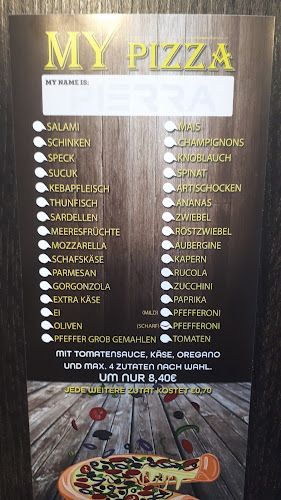 MY PIZZA
MY NAME IS:
SALAMI
SCHINKEN
SPECK
SUCUK
KEBAPFLEISCH
THUNFISCH
SARDELLEN
MEERESFRÜCHTE
MOZZARELLA
SCHAFSKÄSE
PARMESAN
GORGONZOLA
EXTRA KÄSE
EI
OLIVEN
PFEFFER GROB GEMAHLEN
MAIS
CHAMPIGNONS
KNOBLAUCH
SPINAT
ARTISCHOCKEN
ANANAS
ZWIEBEL
RÖSTZWIEBEL
AUBERGINE
KAPERN
RUCOLA
ZUCCHINI
PAPRIKA
(MILD) PFEFFERONI
(SCHARF) PFEFFERONI
TOMATEN
MIT TOMATENSAUCE, KÄSE, OREGANO
UND MAX. 4 ZUTATEN NACH WAHL.
UM NUR 8,40€
JEDE WEITERE ZUTAT KOSTET €0,70